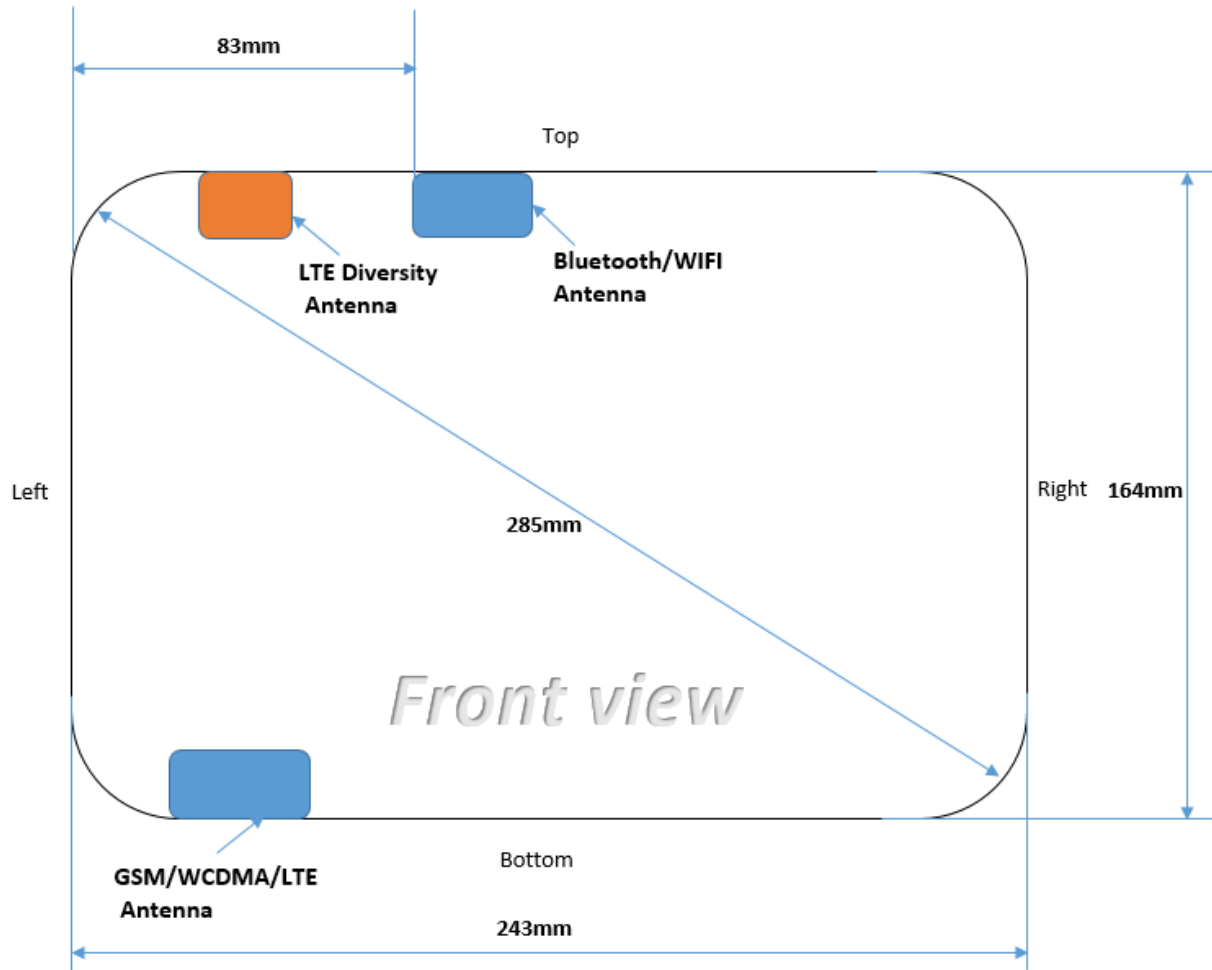 83mm
Top
LTE Diversity
Antenna
Bluetooth/WIFI
Antenna
Left
285mm
Right
164mm
Front view
GSM/WCDMA/LTE
Antenna
Bottom
243mm